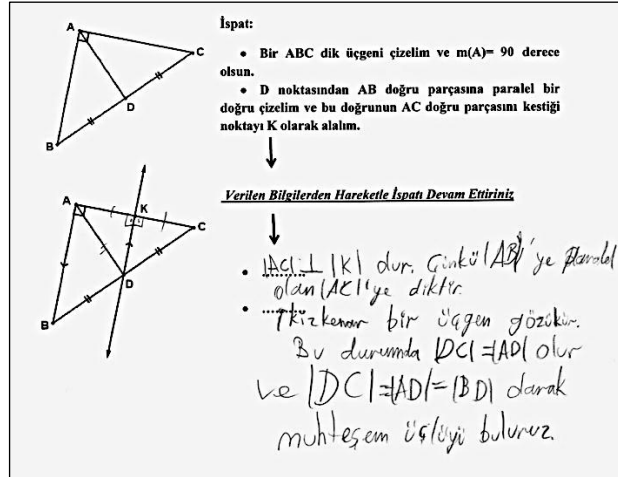 A
C
D
B
İspat:
• Bir ABC dik üçgeni çizelim ve m(A)= 90 derece
olsun.
• D noktasından AB doğru parçasına paralel bir
doğru çizelim ve bu doğrunun AC doğru parçasını kestiği
noktayı K olarak alalım.
Verilen Bilgilerden Hareketle İspatı Devam Ettiriniz
A
K
C
D
B
• |AC| ⊥ |K| dur. Çünkü |AB|'ye paralel
olan |AC|'ye diktir.
• İkizkenar bir üçgen gözükür.
Bu durumda |DC|=|AD| olur
ve |DC|=|AD|=|BD| olarak
muhteşem üçlüyü buluruz.